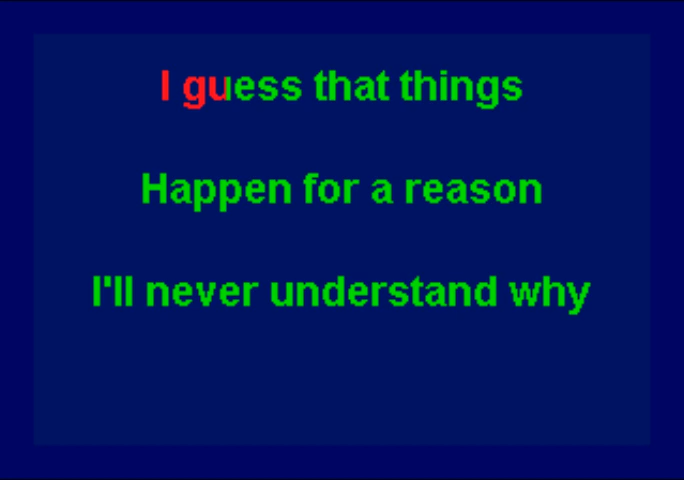 I guess that things
Happen for a reason
I'll never understand why